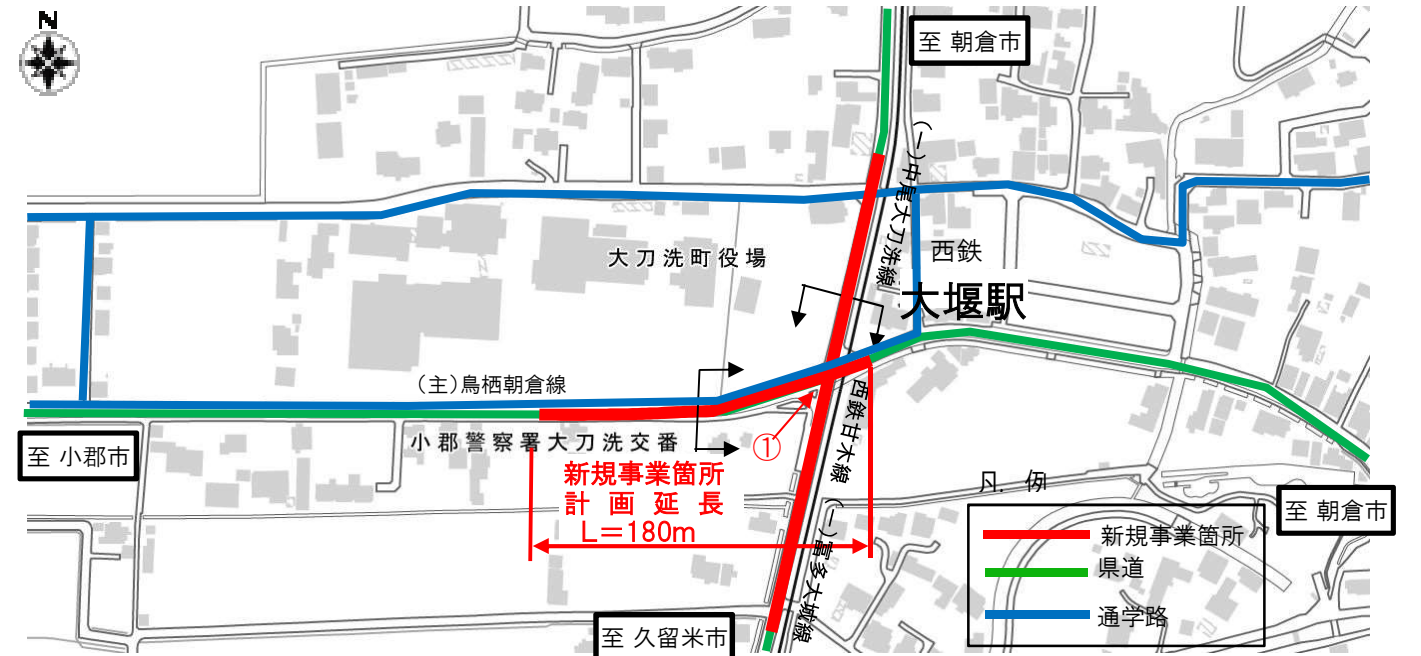 N
至 朝倉市
(一)中尾大刀洗線
大刀洗町役場
西鉄
大堰駅
(主)鳥栖朝倉線
至 小郡市
小郡警察署大刀洗交番
①
西鉄甘木線
新規事業箇所
計画延長
L=180m
(一)富多大城線
至 久留米市
至 朝倉市
凡 例
新規事業箇所
県道
通学路